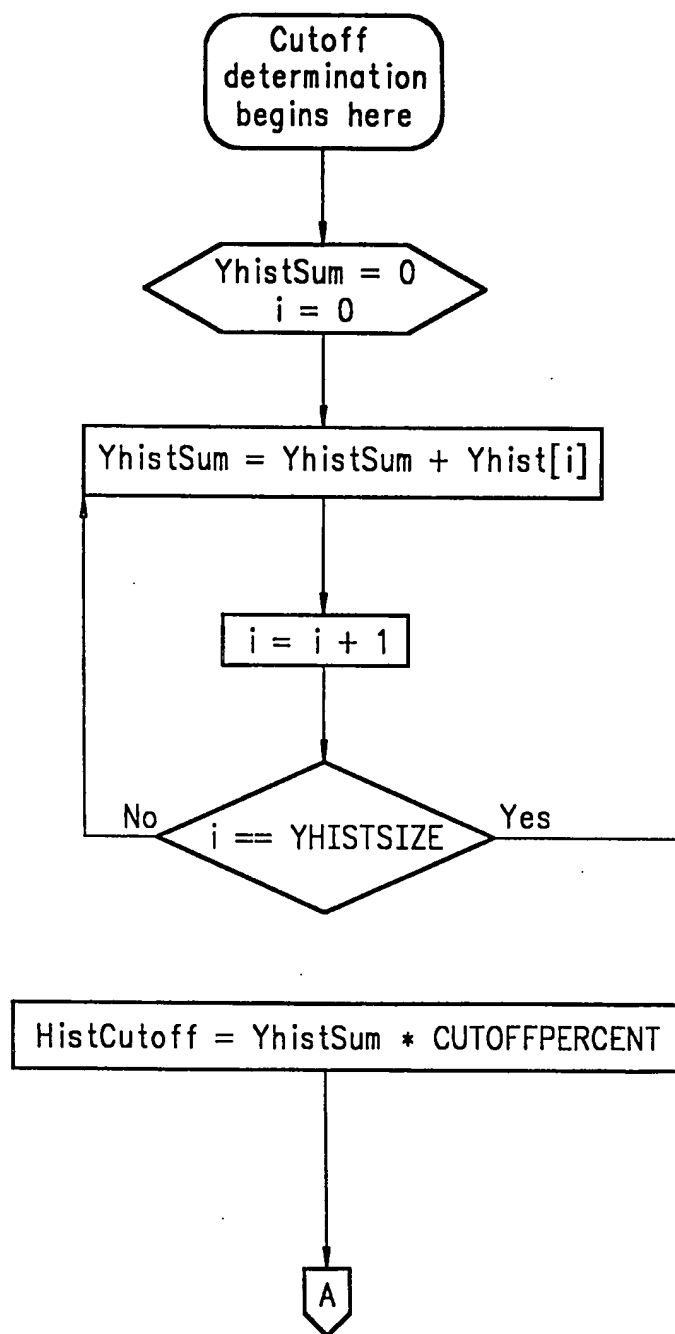 Cutoff
determination
begins here
YhistSum = 0
i = 0
YhistSum = YhistSum + Yhist[i]
i = i + 1
No
i == YHISTSIZE
Yes
HistCutoff = YhistSum * CUTOFFPERCENT
A